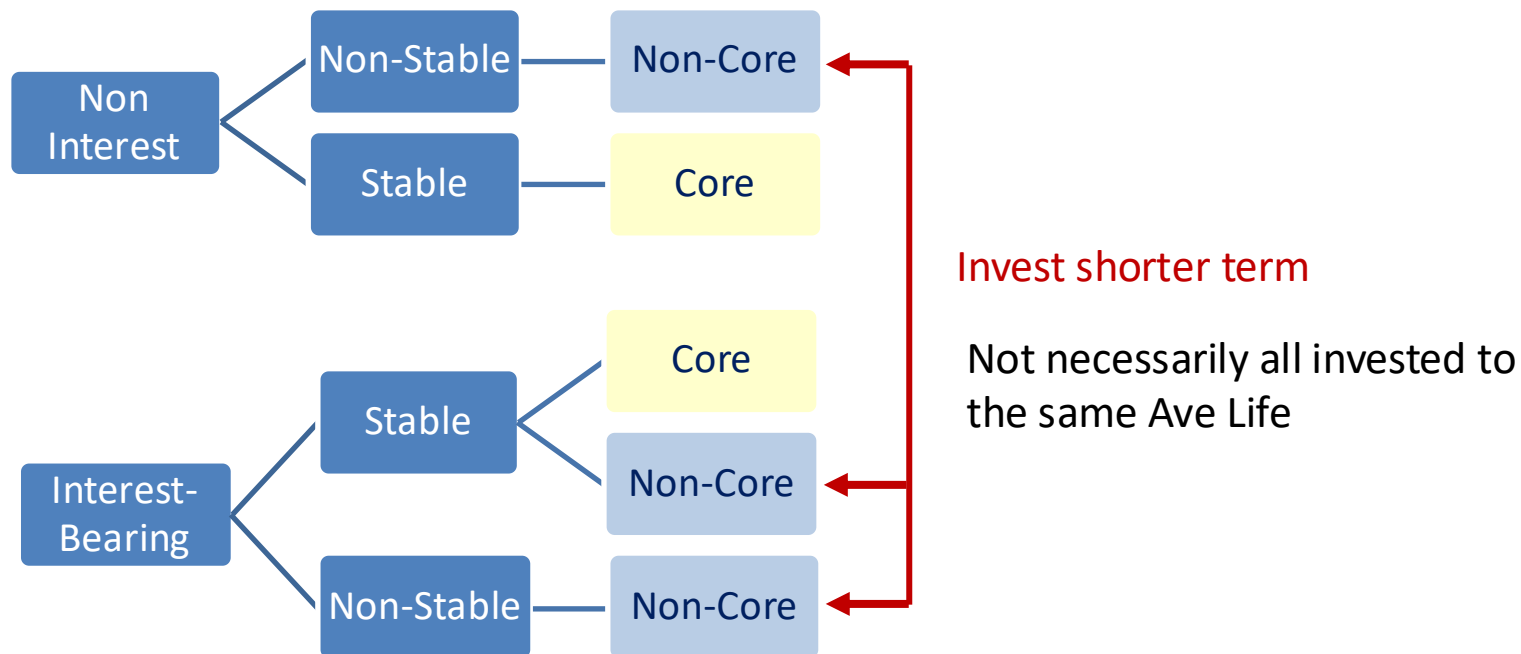 Non
Interest
Non-Stable
Non-Core
Stable
Core
Interest-
Bearing
Stable
Core
Non-Core
Non-Stable
Non-Core
Invest shorter term
Not necessarily all invested to
the same Ave Life